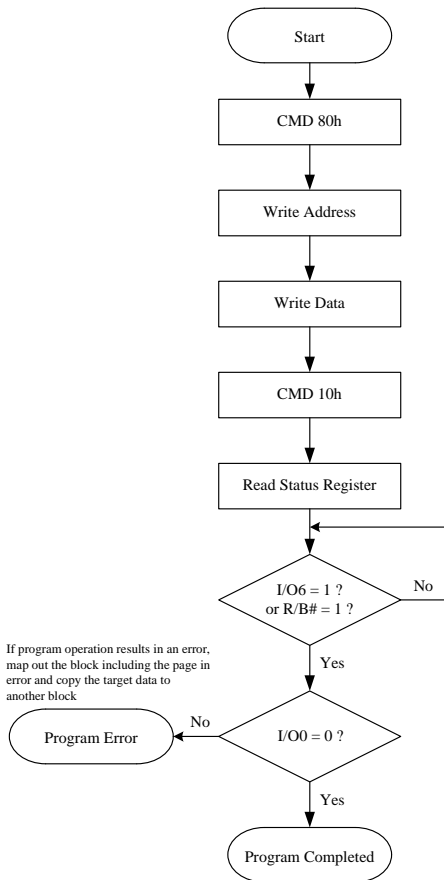 Start
CMD 80h
Write Address
Write Data
CMD 10h
Read Status Register
I/O6 = 1 ?
or R/B# = 1 ?
No
Yes
If program operation results in an error,
map out the block including the page in
error and copy the target data to
another block
Program Error
No
I/O0 = 0 ?
Yes
Program Completed